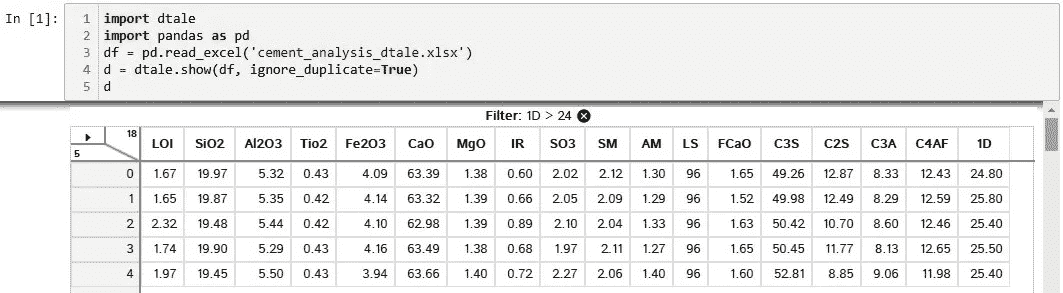 In [1]:
1 import dtale
2 import pandas as pd
3 df = pd.read_excel('cement_analysis_dtale.xlsx')
4 d = dtale.show(df, ignore_duplicate=True)
5 d
Filter: 1D > 24
18 5 LOI SiO2 Al2O3 Tio2 Fe2O3 CaO MgO IR SO3 SM AM LS FCaO C3S C2S C3A C4AF 1D
0 1.67 19.97 5.32 0.43 4.09 63.39 1.38 0.60 2.02 2.12 1.30 96 1.65 49.26 12.87 8.33 12.43 24.80
1 1.65 19.87 5.35 0.42 4.14 63.32 1.39 0.66 2.05 2.09 1.29 96 1.52 49.98 12.49 8.29 12.59 25.80
2 2.32 19.48 5.44 0.42 4.10 62.98 1.39 0.89 2.10 2.04 1.33 96 1.63 50.42 10.70 8.60 12.46 25.40
3 1.74 19.90 5.29 0.43 4.16 63.49 1.38 0.68 1.97 2.11 1.27 96 1.65 50.45 11.77 8.13 12.65 25.50
4 1.97 19.45 5.50 0.43 3.94 63.66 1.40 0.72 2.27 2.06 1.40 96 1.60 52.81 8.85 9.06 11.98 25.40